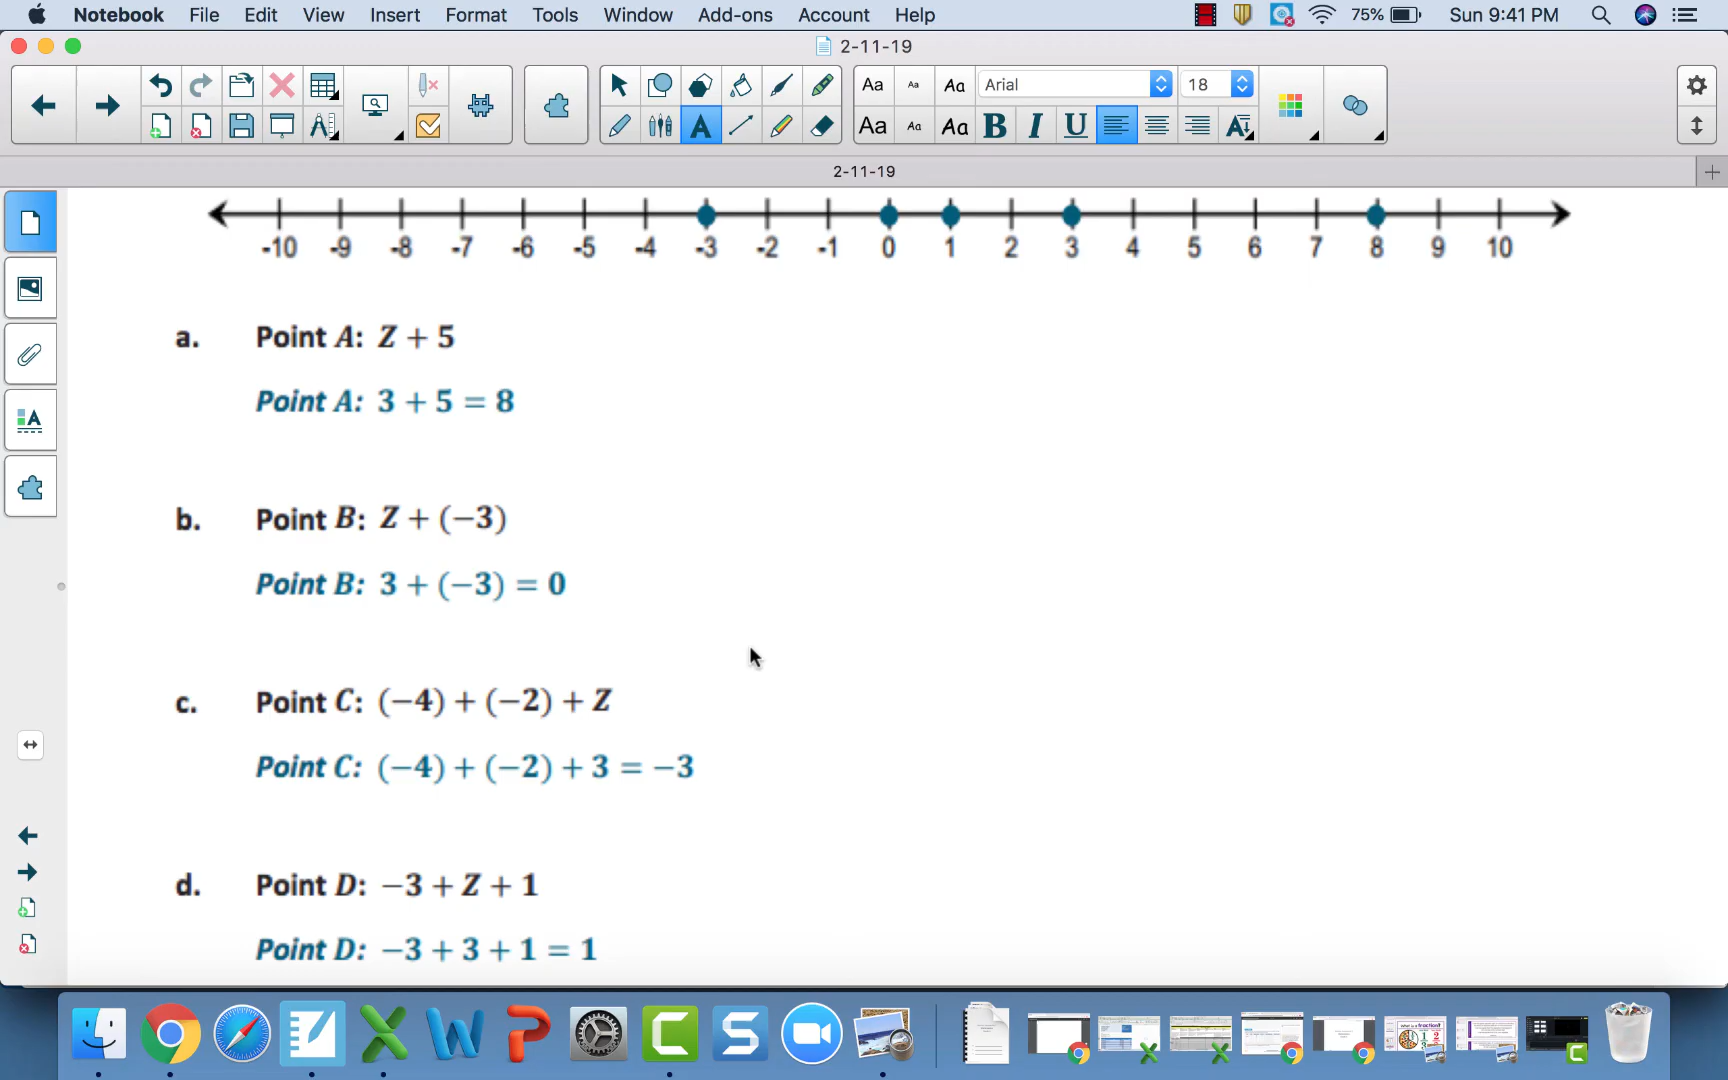 Notebook File Edit View Insert Format Tools Window Add-ons Account Help 75% Sun 9:41 PM
2-11-19
Aa Aa Aa Arial 18
A Aa Aa Aa B I U A
2-11-19
-10 -9 -8 -7 -6 -5 -4 -3 -2 -1 0 1 2 3 4 5 6 7 8 9 10
a. Point A: Z + 5
Point A: 3 + 5 = 8
A
b. Point B: Z + (−3)
Point B: 3 + (−3) = 0
c. Point C: (−4) + (−2) + Z
Point C: (−4) + (−2) + 3 = −3
d. Point D: −3 + Z + 1
Point D: −3 + 3 + 1 = 1
X W P C S